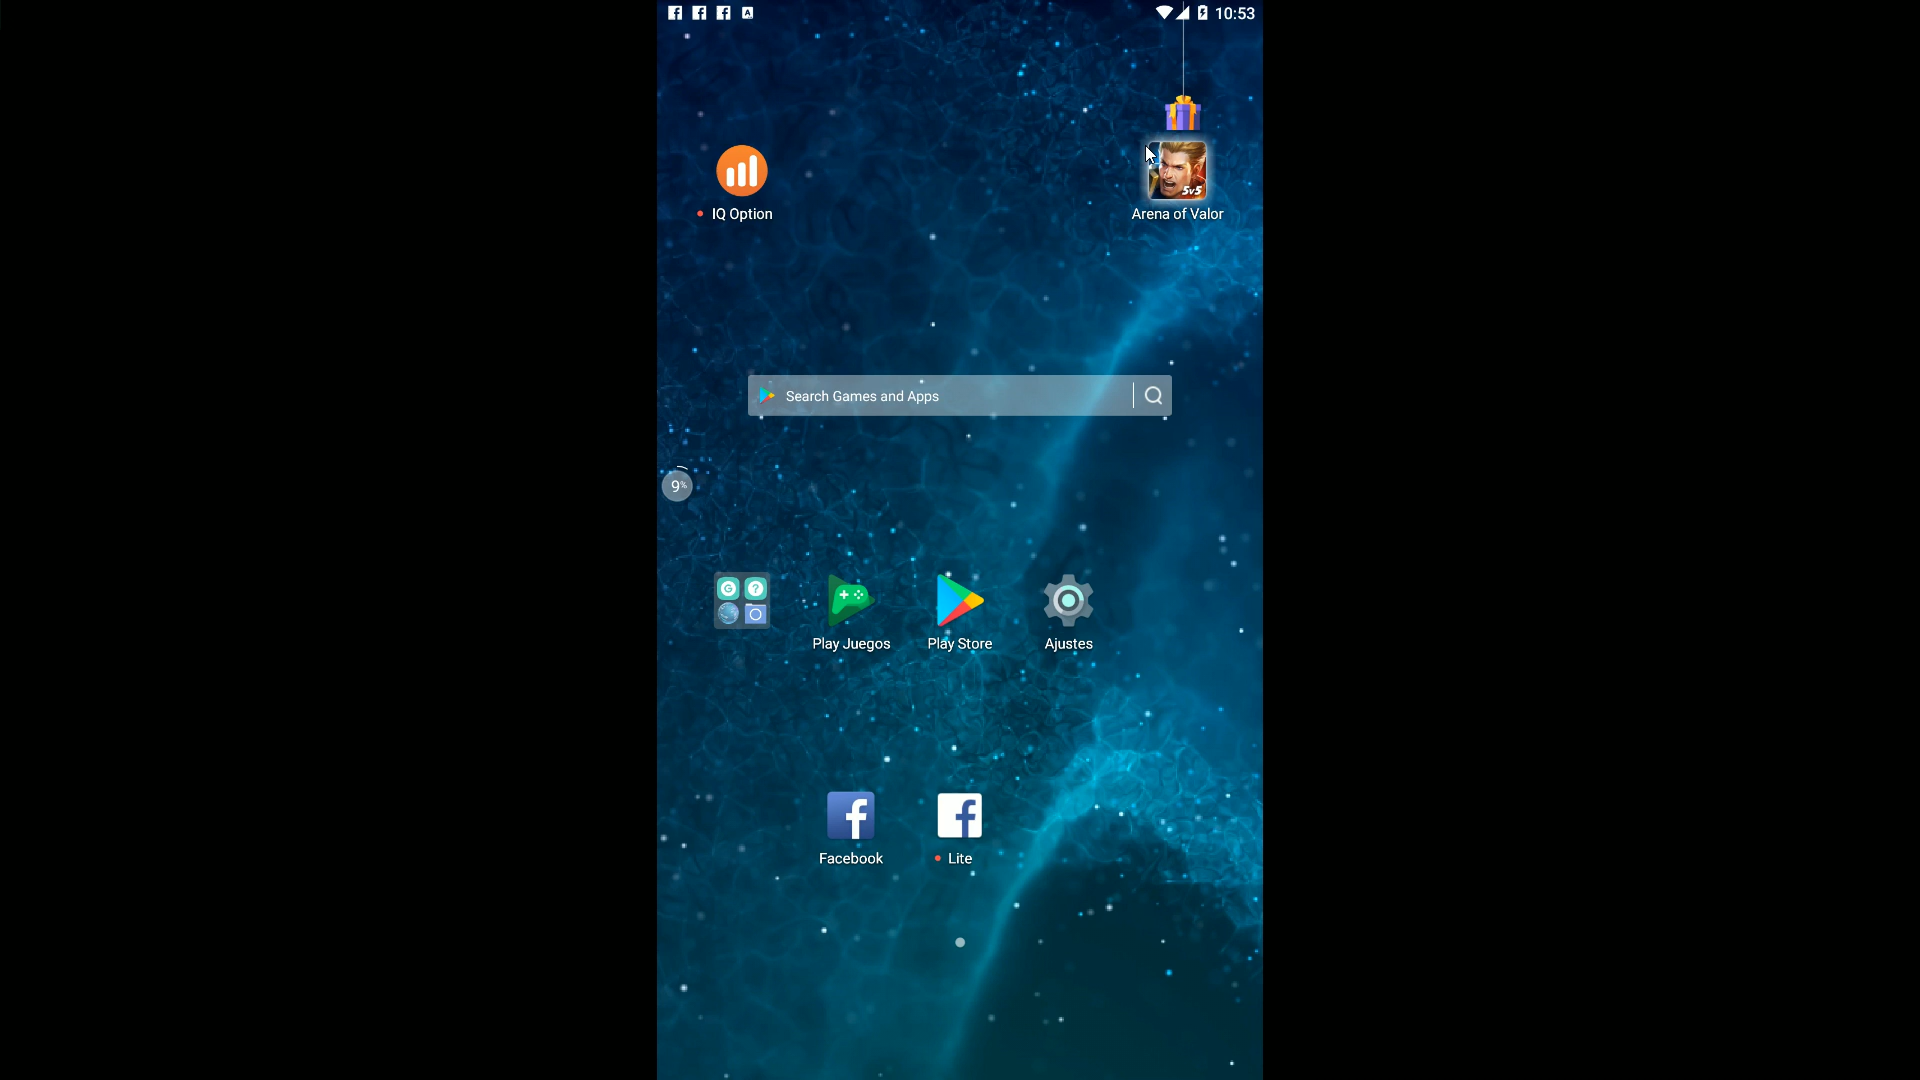 10:53
5v5
IQ Option
Arena of Valor
Search Games and Apps
9%
G ?
Play Juegos
Play Store
Ajustes
Facebook
Lite